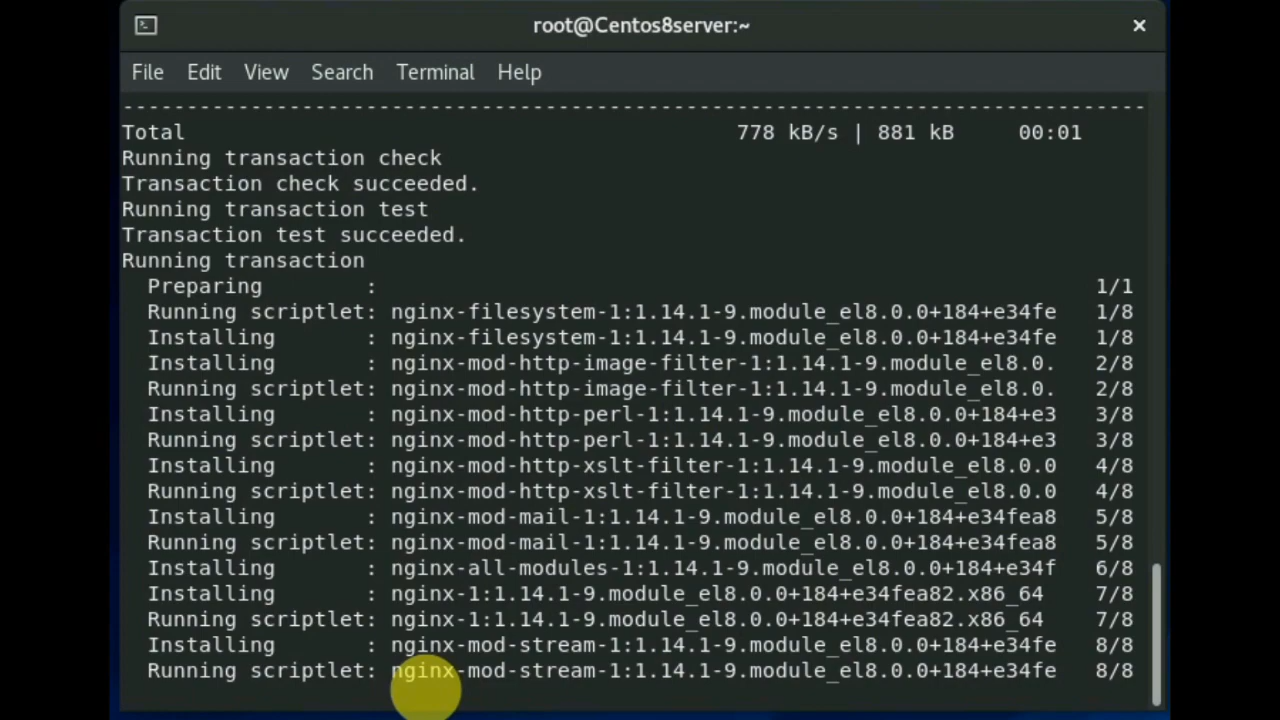 root@Centos8server:~
File Edit View Search Terminal Help
--------------------------------------------------------------------------------
Total 778 kB/s | 881 kB 00:01
Running transaction check
Transaction check succeeded.
Running transaction test
Transaction test succeeded.
Running transaction
Preparing : 1/1
Running scriptlet: nginx-filesystem-1:1.14.1-9.module_el8.0.0+184+e34fe 1/8
Installing : nginx-filesystem-1:1.14.1-9.module_el8.0.0+184+e34fe 1/8
Installing : nginx-mod-http-image-filter-1:1.14.1-9.module_el8.0. 2/8
Running scriptlet: nginx-mod-http-image-filter-1:1.14.1-9.module_el8.0. 2/8
Installing : nginx-mod-http-perl-1:1.14.1-9.module_el8.0.0+184+e3 3/8
Running scriptlet: nginx-mod-http-perl-1:1.14.1-9.module_el8.0.0+184+e3 3/8
Installing : nginx-mod-http-xslt-filter-1:1.14.1-9.module_el8.0.0 4/8
Running scriptlet: nginx-mod-http-xslt-filter-1:1.14.1-9.module_el8.0.0 4/8
Installing : nginx-mod-mail-1:1.14.1-9.module_el8.0.0+184+e34fea8 5/8
Running scriptlet: nginx-mod-mail-1:1.14.1-9.module_el8.0.0+184+e34fea8 5/8
Installing : nginx-all-modules-1:1.14.1-9.module_el8.0.0+184+e34f 6/8
Installing : nginx-1:1.14.1-9.module_el8.0.0+184+e34fea82.x86_64 7/8
Running scriptlet: nginx-1:1.14.1-9.module_el8.0.0+184+e34fea82.x86_64 7/8
Installing : nginx-mod-stream-1:1.14.1-9.module_el8.0.0+184+e34fe 8/8
Running scriptlet: nginx-mod-stream-1:1.14.1-9.module_el8.0.0+184+e34fe 8/8